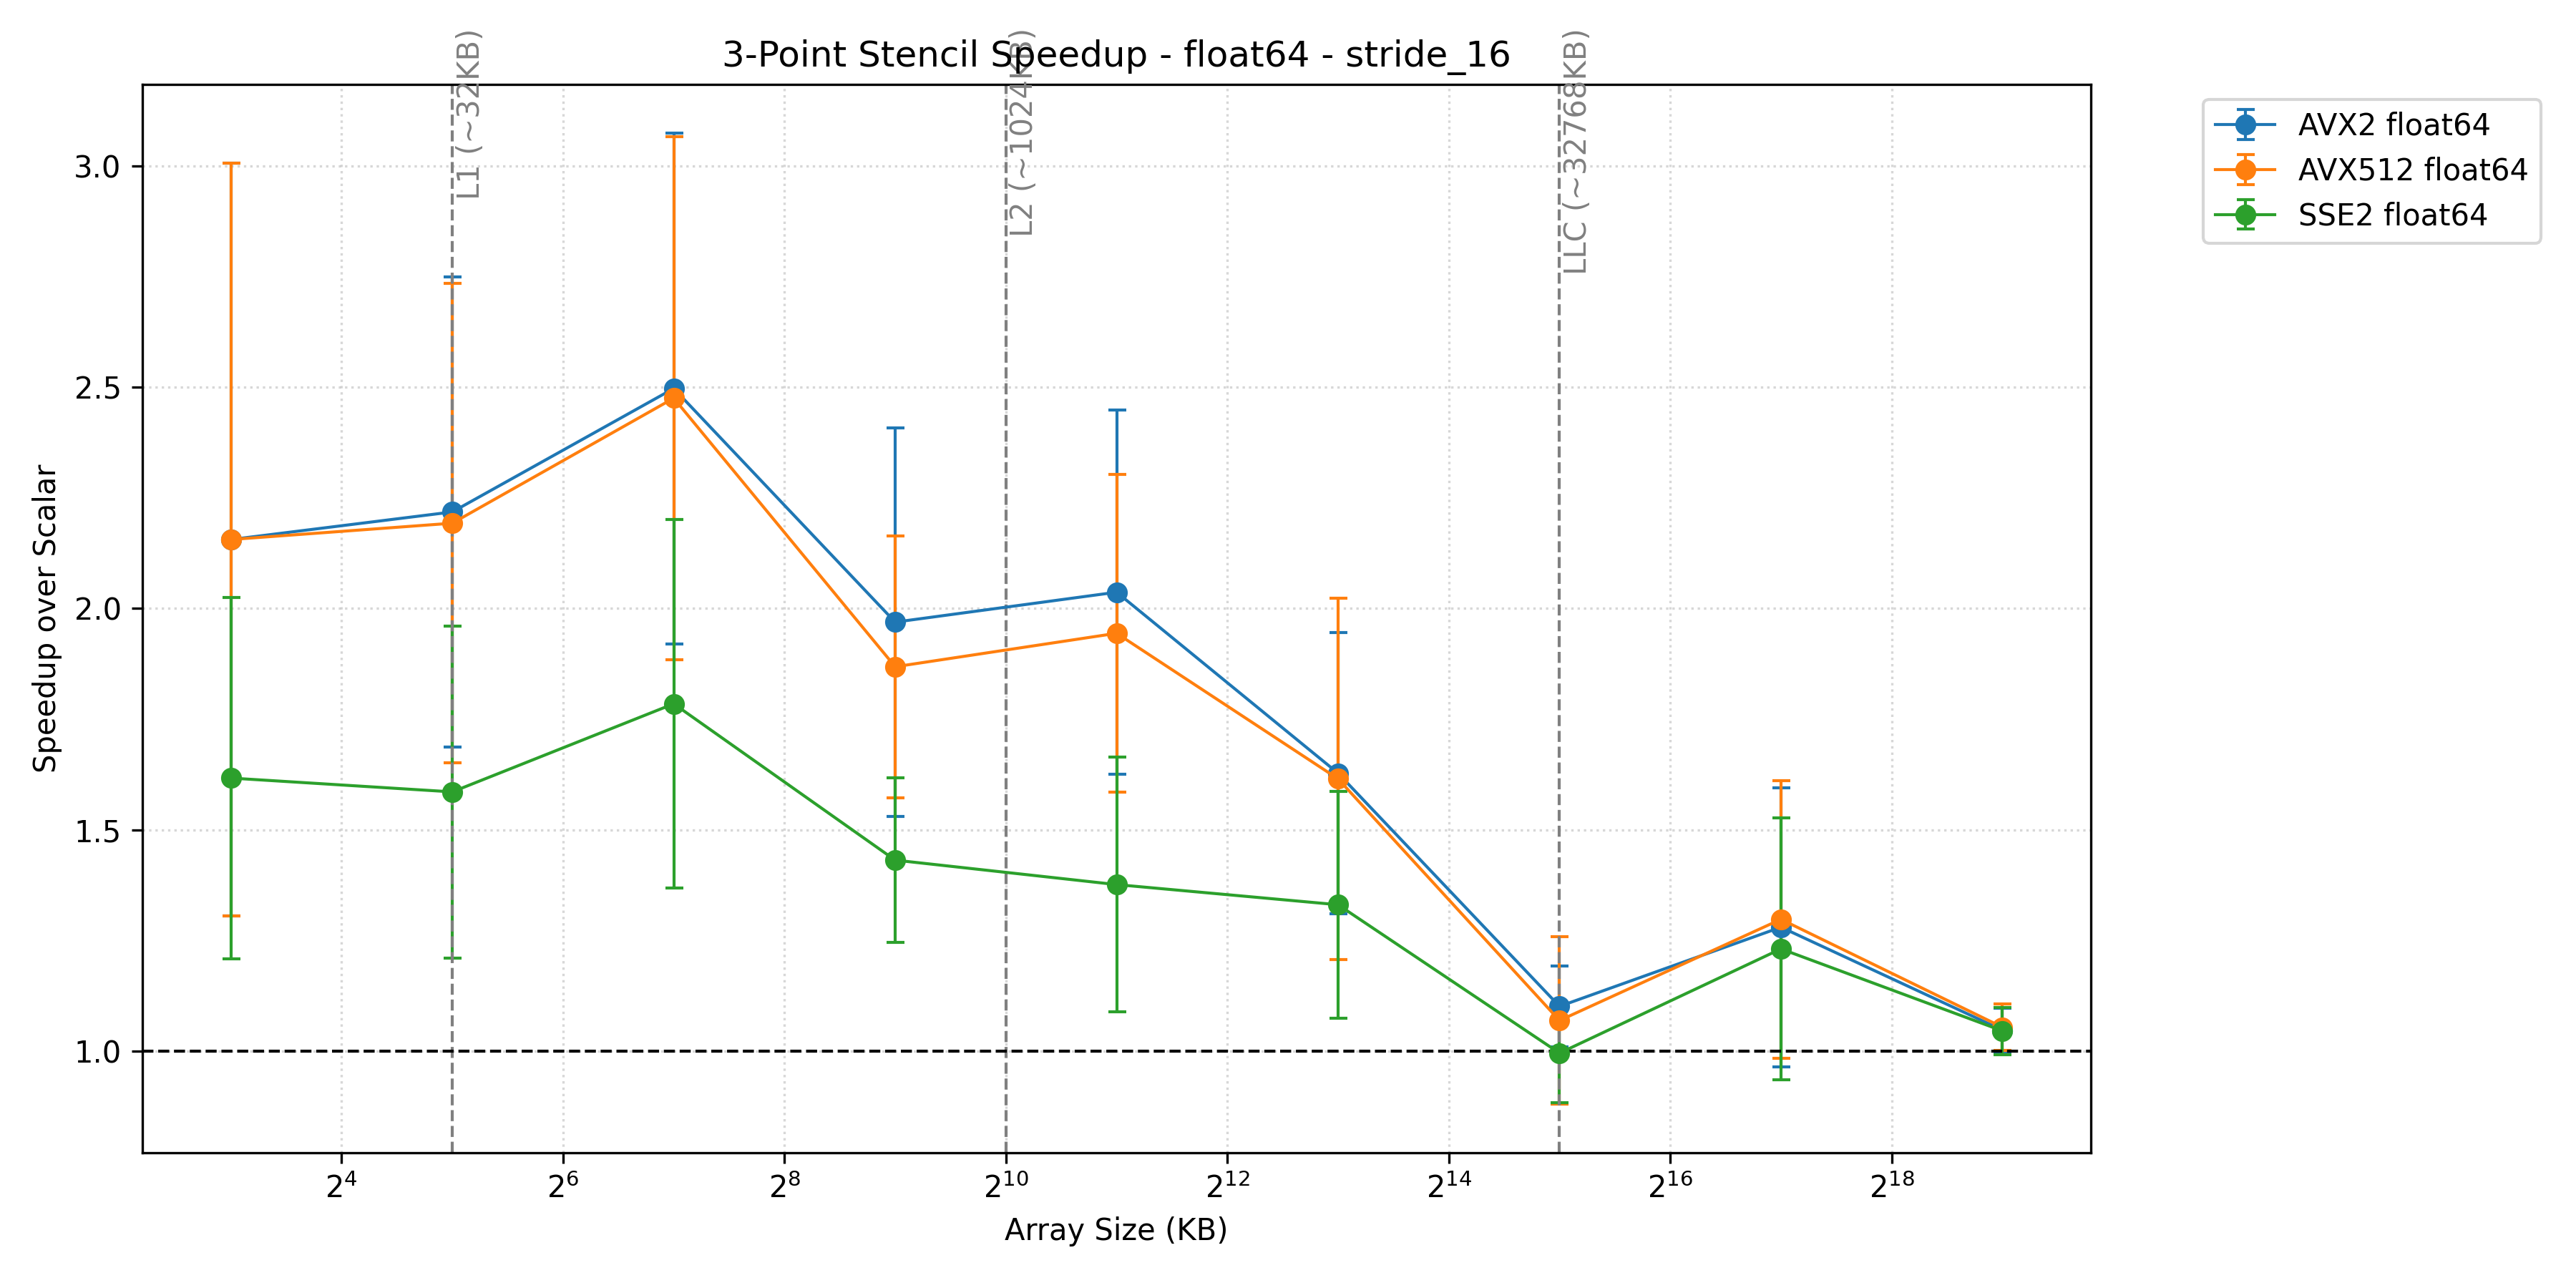 3-Point Stencil Speedup - float64 - stride_16
L1 (~32KB)
L2 (~1024KB)
LLC (~32768KB)
AVX2 float64
AVX512 float64
SSE2 float64
Speedup over Scalar
3.0
2.5
2.0
1.5
1.0
2⁴ 2⁶ 2⁸ 2¹⁰ 2¹² 2¹⁴ 2¹⁶ 2¹⁸
Array Size (KB)